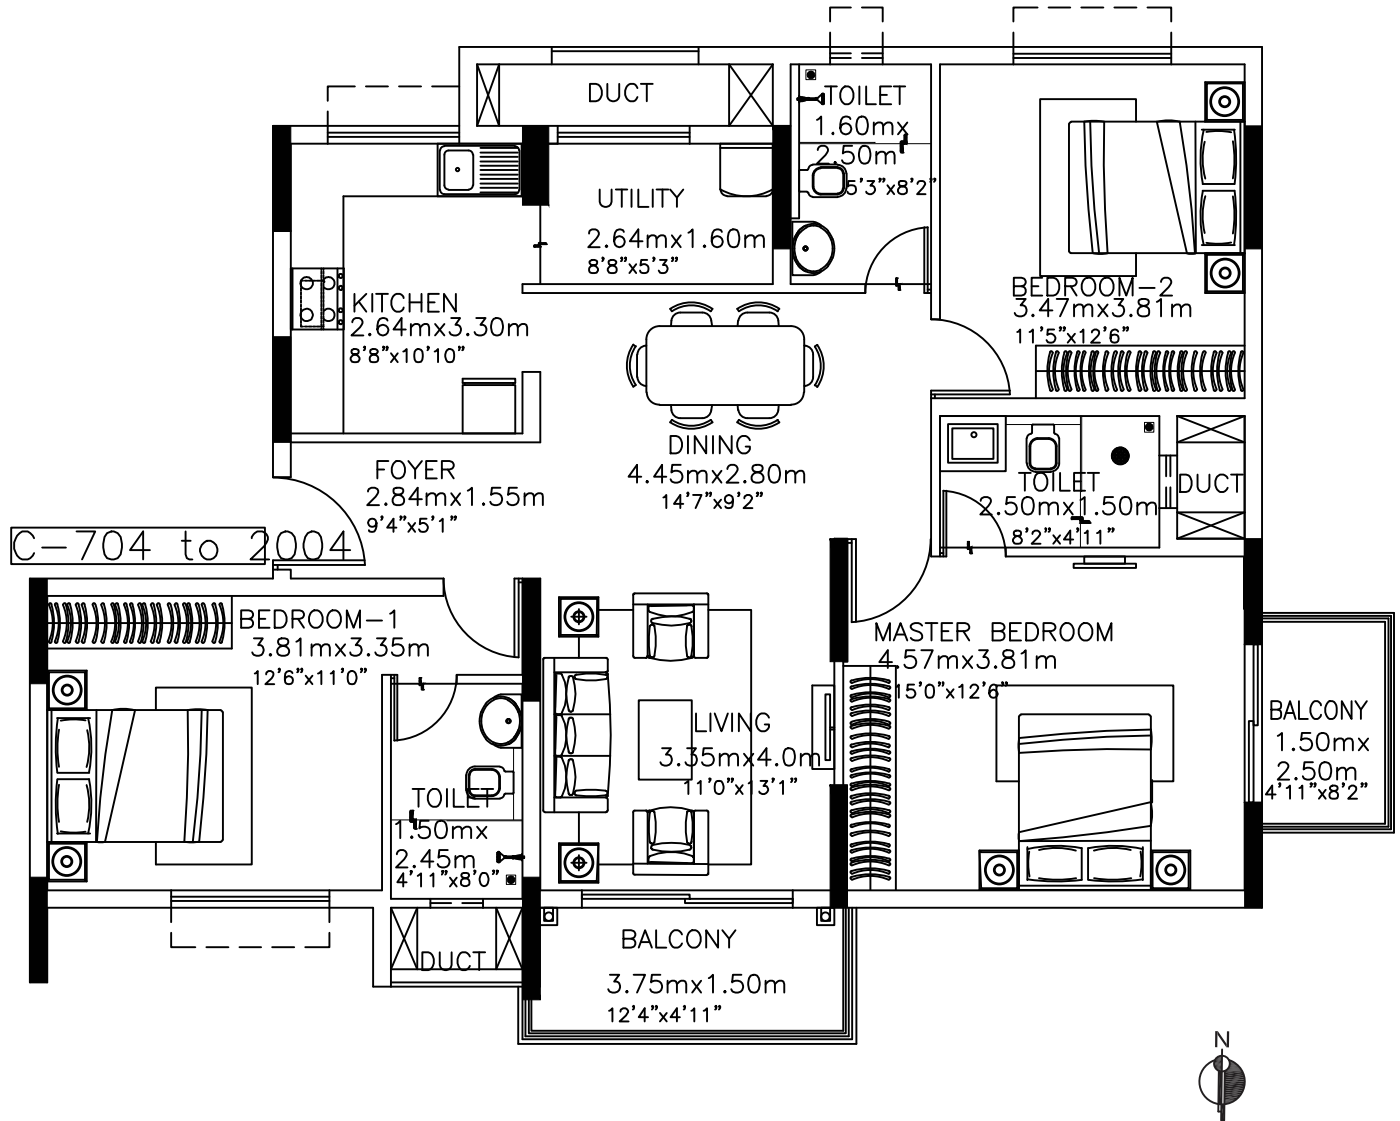 DUCT
TOILET
1.60mx
2.50m
5'3"x8'2"
UTILITY
2.64mx1.60m
8'8"x5'3"
KITCHEN
2.64mx3.30m
8'8"x10'10"
BEDROOM-2
3.47mx3.81m
11'5"x12'6"
DINING
4.45mx2.80m
14'7"x9'2"
FOYER
2.84mx1.55m
9'4"x5'1"
TOILET
2.50mx1.50m
8'2"x4'11"
DUCT
C-704 to 2004
BEDROOM-1
3.81mx3.35m
12'6"x11'0"
MASTER BEDROOM
4.57mx3.81m
15'0"x12'6"
LIVING
3.35mx4.0m
11'0"x13'1"
BALCONY
1.50mx
2.50m
4'11"x8'2"
TOILET
1.50mx
2.45m
4'11"x8'0"
DUCT
BALCONY
3.75mx1.50m
12'4"x4'11"
N